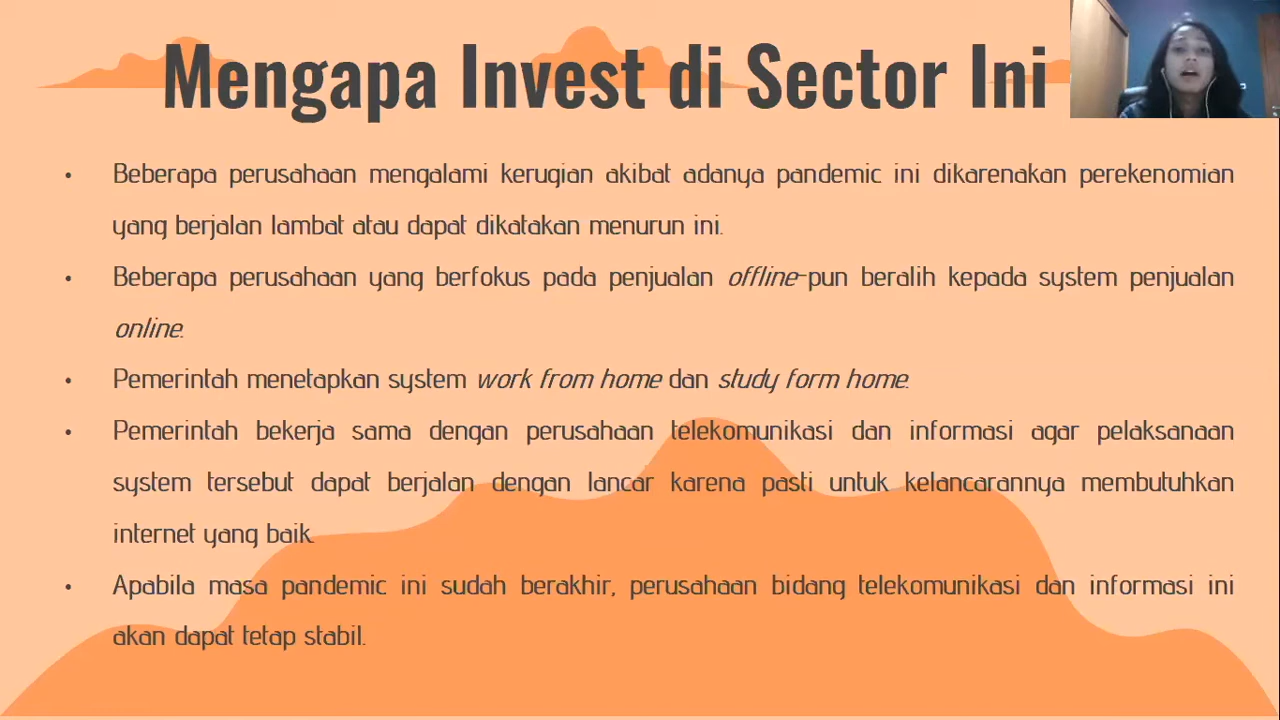 Mengapa Invest di Sector Ini
• Beberapa perusahaan mengalami kerugian akibat adanya pandemic ini dikarenakan perekenomian
yang berjalan lambat atau dapat dikatakan menurun ini.
• Beberapa perusahaan yang berfokus pada penjualan offline-pun beralih kepada system penjualan
online.
• Pemerintah menetapkan system work from home dan study form home.
• Pemerintah bekerja sama dengan perusahaan telekomunikasi dan informasi agar pelaksanaan
system tersebut dapat berjalan dengan lancar karena pasti untuk kelancarannya membutuhkan
internet yang baik.
• Apabila masa pandemic ini sudah berakhir, perusahaan bidang telekomunikasi dan informasi ini
akan dapat tetap stabil.